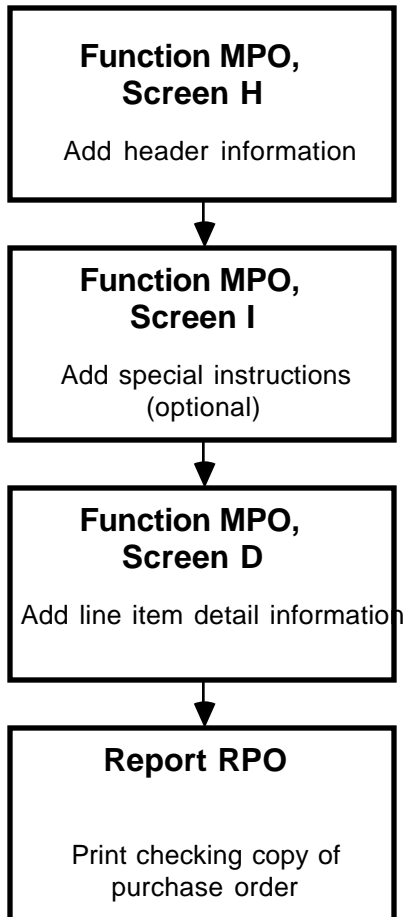 Function MPO,
Screen H
Add header information
Function MPO,
Screen I
Add special instructions
(optional)
Function MPO,
Screen D
Add line item detail information
Report RPO
Print checking copy of
purchase order